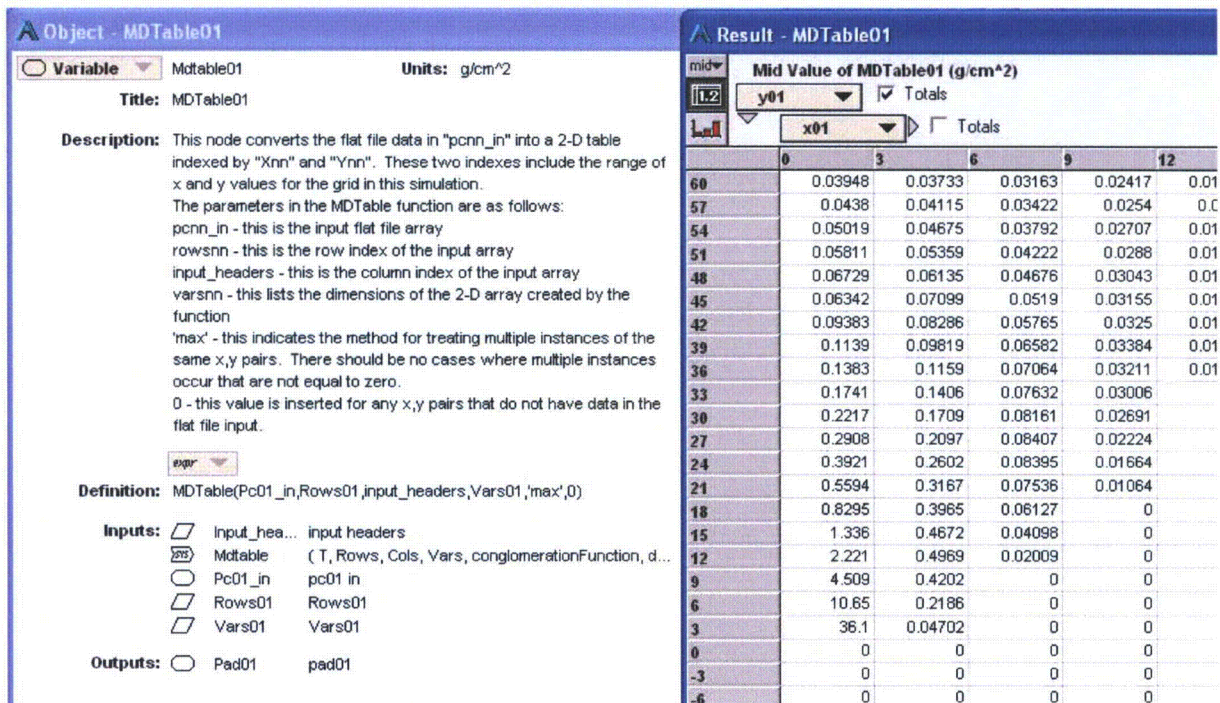 Object - MDTable01
Variable Mdtable01 Units: g/cm^2
Title: MDTable01
Description: This node converts the flat file data in "pcnn_in" into a 2-D table
indexed by "Xnn" and "Ynn". These two indexes include the range of
x and y values for the grid in this simulation.
The parameters in the MDTable function are as follows:
pcnn_in - this is the input flat file array
rowsnn - this is the row index of the input array
input_headers - this is the column index of the input array
varsnn - this lists the dimensions of the 2-D array created by the
function
'max' - this indicates the method for treating multiple instances of the
same x,y pairs. There should be no cases where multiple instances
occur that are not equal to zero.
0 - this value is inserted for any x,y pairs that do not have data in the
flat file input.
expr
Definition: MDTable(Pc01_in,Rows01,input_headers,Vars01,'max',0)
Inputs: Input_hea... input headers
SYS Mdtable ( T, Rows, Cols, Vars, conglomerationFunction, d...
Pc01_in pc01 in
Rows01 Rows01
Vars01 Vars01
Outputs: Pad01 pad01
Result - MDTable01
mid Mid Value of MDTable01 (g/cm^2)
1.2 y01 Totals
x01 Totals
0 3 6 9 12
60 0.03948 0.03733 0.03163 0.02417 0.01
57 0.0438 0.04115 0.03422 0.0254 0.0
54 0.05019 0.04675 0.03792 0.02707 0.01
51 0.05811 0.05359 0.04222 0.0288 0.01
48 0.06729 0.06135 0.04676 0.03043 0.01
45 0.06342 0.07099 0.0519 0.03155 0.01
42 0.09383 0.08286 0.05765 0.0325 0.01
39 0.1139 0.09819 0.06582 0.03384 0.01
36 0.1383 0.1159 0.07064 0.03211 0.01
33 0.1741 0.1406 0.07632 0.03006
30 0.2217 0.1709 0.08161 0.02691
27 0.2908 0.2097 0.08407 0.02224
24 0.3921 0.2602 0.08395 0.01664
21 0.5594 0.3167 0.07536 0.01064
18 0.8295 0.3965 0.06127 0
15 1.336 0.4672 0.04098 0
12 2.221 0.4969 0.02009 0
9 4.509 0.4202 0 0
6 10.65 0.2186 0 0
3 36.1 0.04702 0 0
0 0 0 0 0
-3 0 0 0 0
-6 0 0 0 0